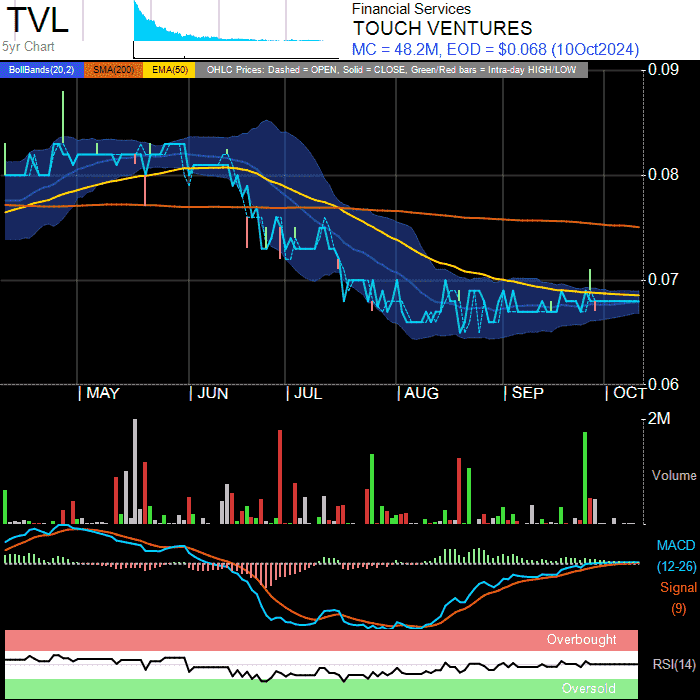 TVL
5yr Chart
Financial Services
TOUCH VENTURES
MC = 48.2M, EOD = $0.068 (10Oct2024)
BollBands(20,2) SMA(200) EMA(50) OHLC Prices: Dashed = OPEN, Solid = CLOSE, Green/Red bars = Intra-day HIGH/LOW
0.09
0.08
0.07
0.06
| MAY | JUN | JUL | AUG | SEP | OCT
2M
Volume
MACD
(12-26)
Signal
(9)
Overbought
RSI(14)
Oversold